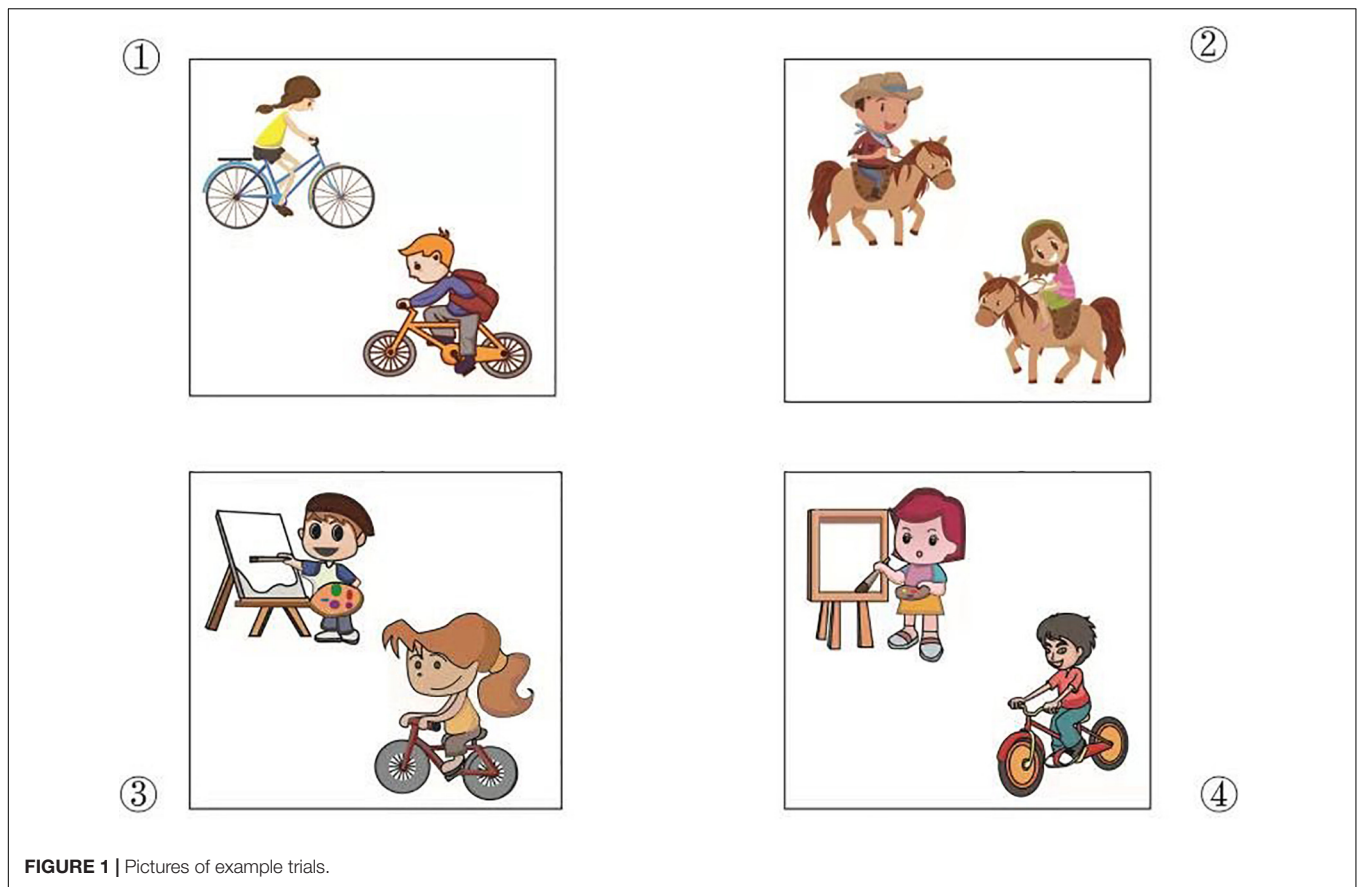 ①
②
③
④
FIGURE 1 | Pictures of example trials.